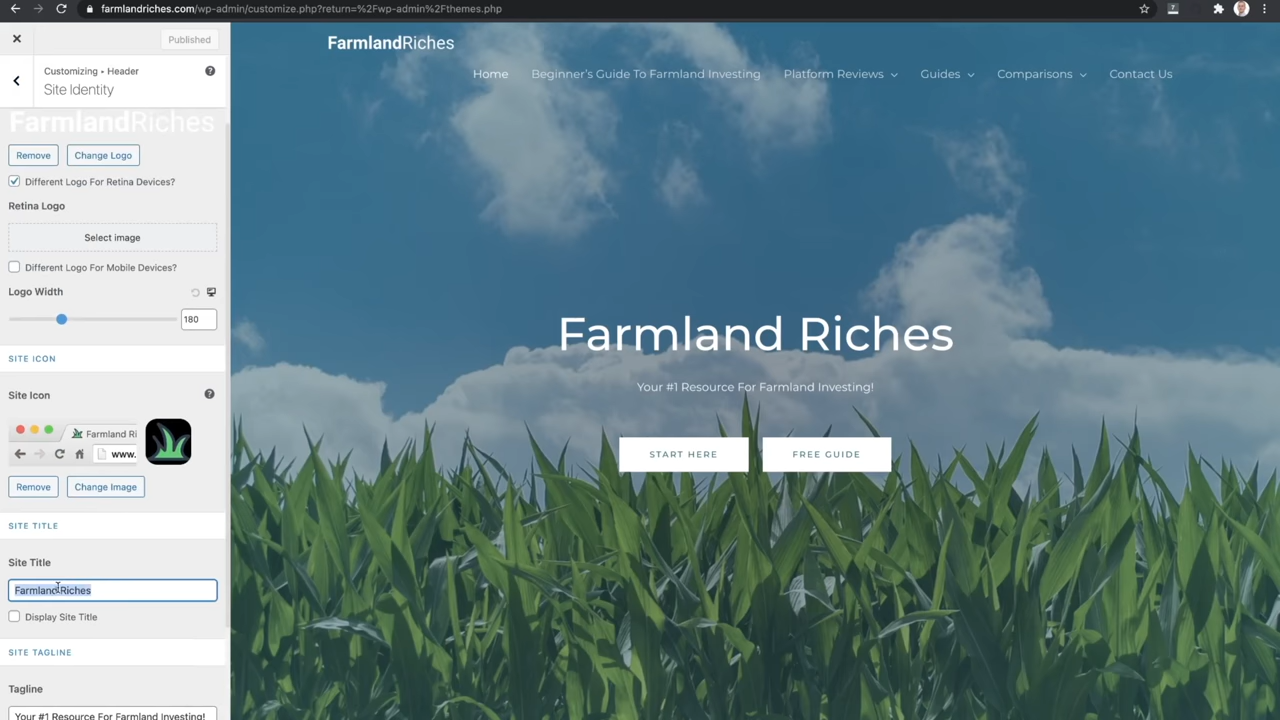 farmlandriches.com/wp-admin/customize.php?return=%2Fwp-admin%2Fthemes.php
Published
Customizing • Header
Site Identity
FarmlandRiches
Remove
Change Logo
Different Logo For Retina Devices?
Retina Logo
Select image
Different Logo For Mobile Devices?
Logo Width
180
SITE ICON
Site Icon
Farmland Ri
www.
Remove
Change Image
SITE TITLE
Site Title
Farmland Riches
Display Site Title
SITE TAGLINE
Tagline
Your #1 Resource For Farmland Investing!
FarmlandRiches
Home Beginner's Guide To Farmland Investing Platform Reviews Guides Comparisons Contact Us
Farmland Riches
Your #1 Resource For Farmland Investing!
START HERE
FREE GUIDE